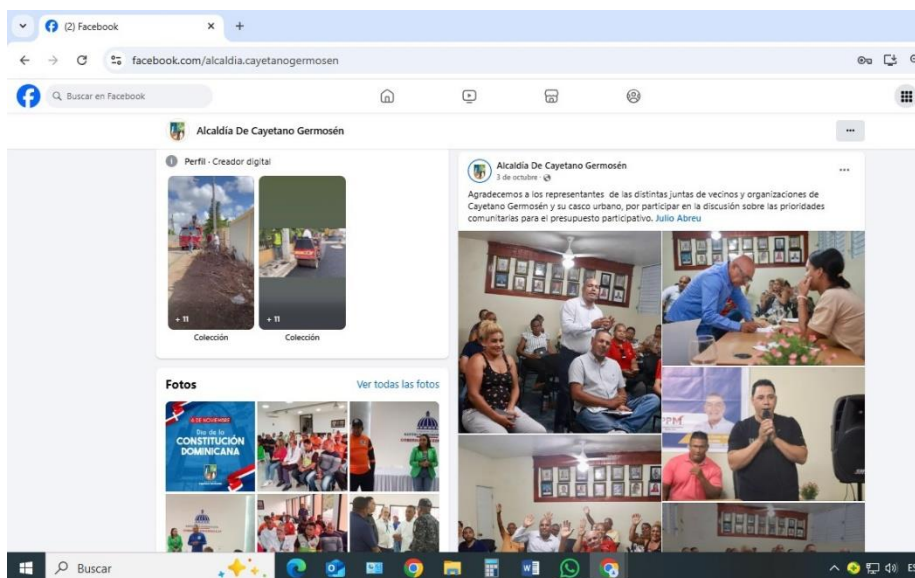 (2) Facebook
facebook.com/alcaldia.cayetanogermosen
Buscar en Facebook
Alcaldía De Cayetano Germosén
Perfil · Creador digital
+ 11
+ 11
Colección
Colección
Fotos
Ver todas las fotos
6 DE NOVIEMBRE
Día de la
CONSTITUCIÓN
DOMINICANA
Alcaldía De Cayetano Germosén
3 de octubre ·
Agradecemos a los representantes de las distintas juntas de vecinos y organizaciones de
Cayetano Germosén y su casco urbano, por participar en la discusión sobre las prioridades
comunitarias para el presupuesto participativo. Julio Abreu
PPM
Buscar
ES